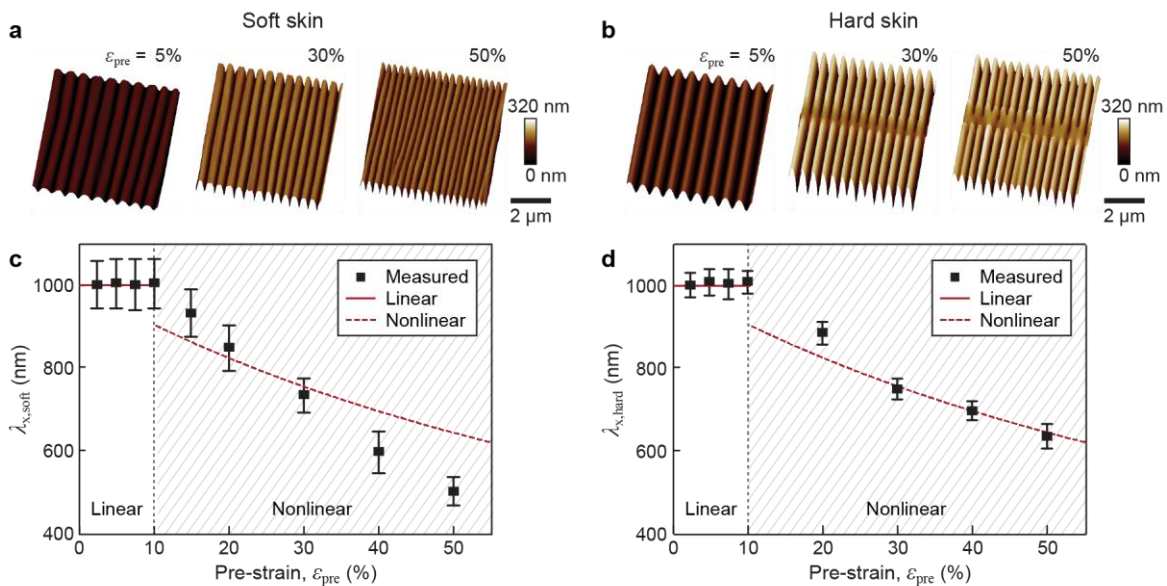 Soft skin
Hard skin
a
εpre = 5%
30%
50%
320 nm
0 nm
2 µm
b
εpre = 5%
30%
50%
320 nm
0 nm
2 µm
c
Measured
Linear
Nonlinear
1000
800
600
400
λx,soft (nm)
Linear
Nonlinear
0 10 20 30 40 50
Pre-strain, εpre (%)
d
Measured
Linear
Nonlinear
1000
800
600
400
λx,hard (nm)
Linear
Nonlinear
0 10 20 30 40 50
Pre-strain, εpre (%)